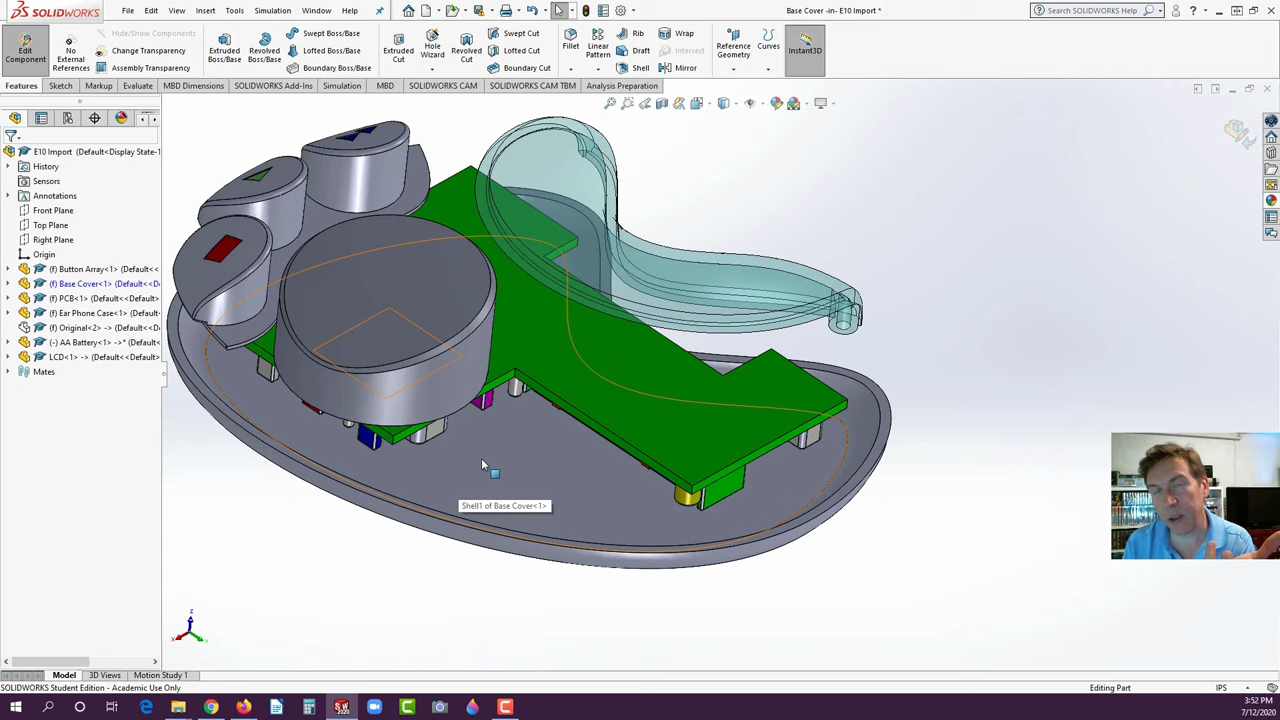 SOLIDWORKS
File
Edit
View
Insert
Tools
Simulation
Window
Help
Base Cover -in- E10 Import *
Search SOLIDWORKS Help
Edit Component
No External References
Hide/Show Components
Change Transparency
Assembly Transparency
Extruded Boss/Base
Revolved Boss/Base
Swept Boss/Base
Lofted Boss/Base
Boundary Boss/Base
Extruded Cut
Hole Wizard
Revolved Cut
Swept Cut
Lofted Cut
Boundary Cut
Fillet
Linear Pattern
Rib
Draft
Shell
Wrap
Intersect
Mirror
Reference Geometry
Curves
Instant3D
Features
Sketch
Markup
Evaluate
MBD Dimensions
SOLIDWORKS Add-Ins
Simulation
MBD
SOLIDWORKS CAM
SOLIDWORKS CAM TBM
Analysis Preparation
E10 Import (Default<Display State-1
History
Sensors
Annotations
Front Plane
Top Plane
Right Plane
Origin
(f) Button Array<1> (Default<<
(f) Base Cover<1> (Default<<D
(f) PCB<1> (Default<<Default>
(f) Ear Phone Case<1> (Default
(f) Original<2> -> (Default<<D
(-) AA Battery<1> ->* (Default
LCD<1> -> (Default<<Default>
Mates
Shell1 of Base Cover<1>
z
x
y
Model
3D Views
Motion Study 1
SOLIDWORKS Student Edition - Academic Use Only
Editing Part
IPS
3:52 PM
7/12/2020